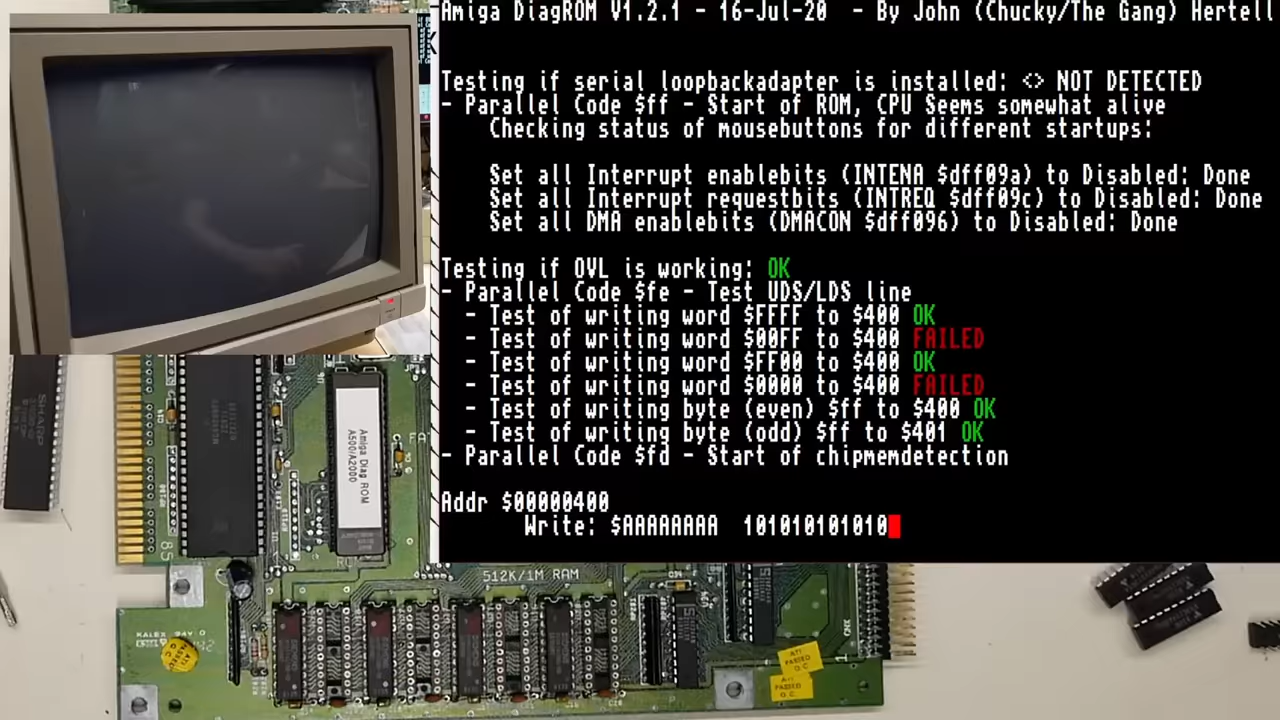 Amiga DiagROM V1.2.1 - 16-Jul-20  - By John (Chucky/The Gang) Hertell
Testing if serial loopbackadapter is installed: <> NOT DETECTED
- Parallel Code $ff - Start of ROM, CPU Seems somewhat alive
Checking status of mousebuttons for different startups:
Set all Interrupt enablebits (INTENA $dff09a) to Disabled: Done
Set all Interrupt requestbits (INTREQ $dff09c) to Disabled: Done
Set all DMA enablebits (DMACON $dff096) to Disabled: Done
Testing if OVL is working: OK
- Parallel Code $fe - Test UDS/LDS line
- Test of writing word $FFFF to $400 OK
- Test of writing word $00FF to $400 FAILED
- Test of writing word $FF00 to $400 OK
- Test of writing word $0000 to $400 FAILED
- Test of writing byte (even) $ff to $400 OK
- Test of writing byte (odd) $ff to $401 OK
- Parallel Code $fd - Start of chipmemdetection
Addr $00000400
Write: $AAAAAAAA  101010101010
Amiga Diag ROM
A500/A2000
SHARP
85
512K/1M RAM
ATI
PASSED
Q.C
ATI
PASSED
Q.C